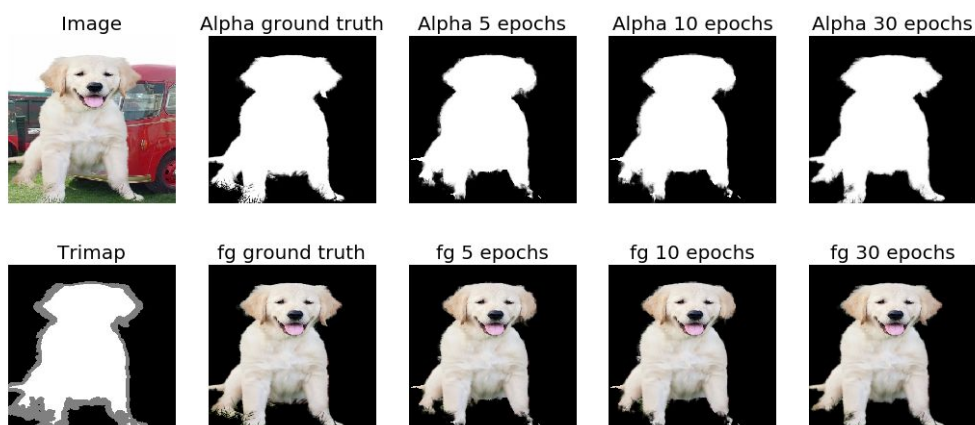 Image
Alpha ground truth
Alpha 5 epochs
Alpha 10 epochs
Alpha 30 epochs
Trimap
fg ground truth
fg 5 epochs
fg 10 epochs
fg 30 epochs